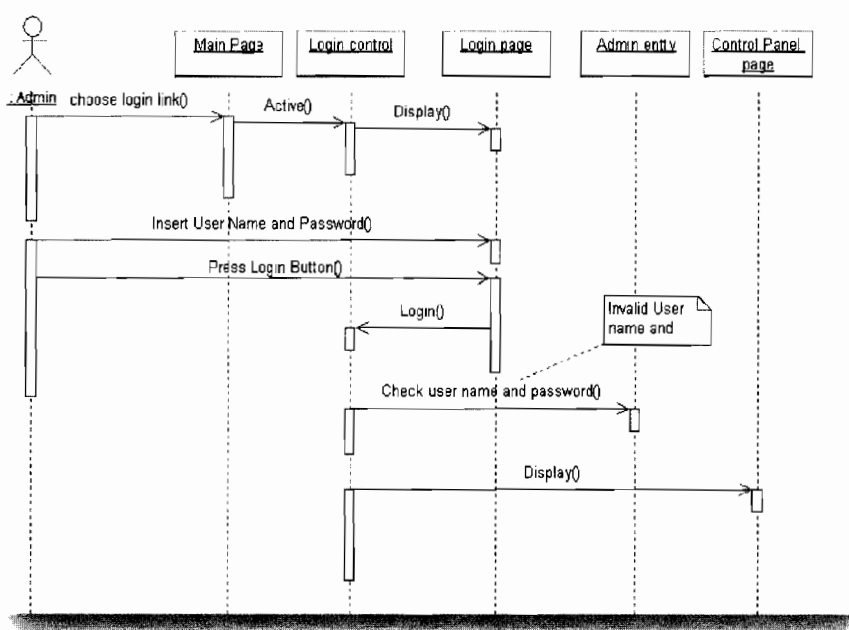 Main Page
Login control
Login page
Admin entity
Control Panel
page
: Admin
choose login link()
Active()
Display()
Insert User Name and Password()
Press Login Button()
Login()
Invalid User
name and
Check user name and password()
Display()